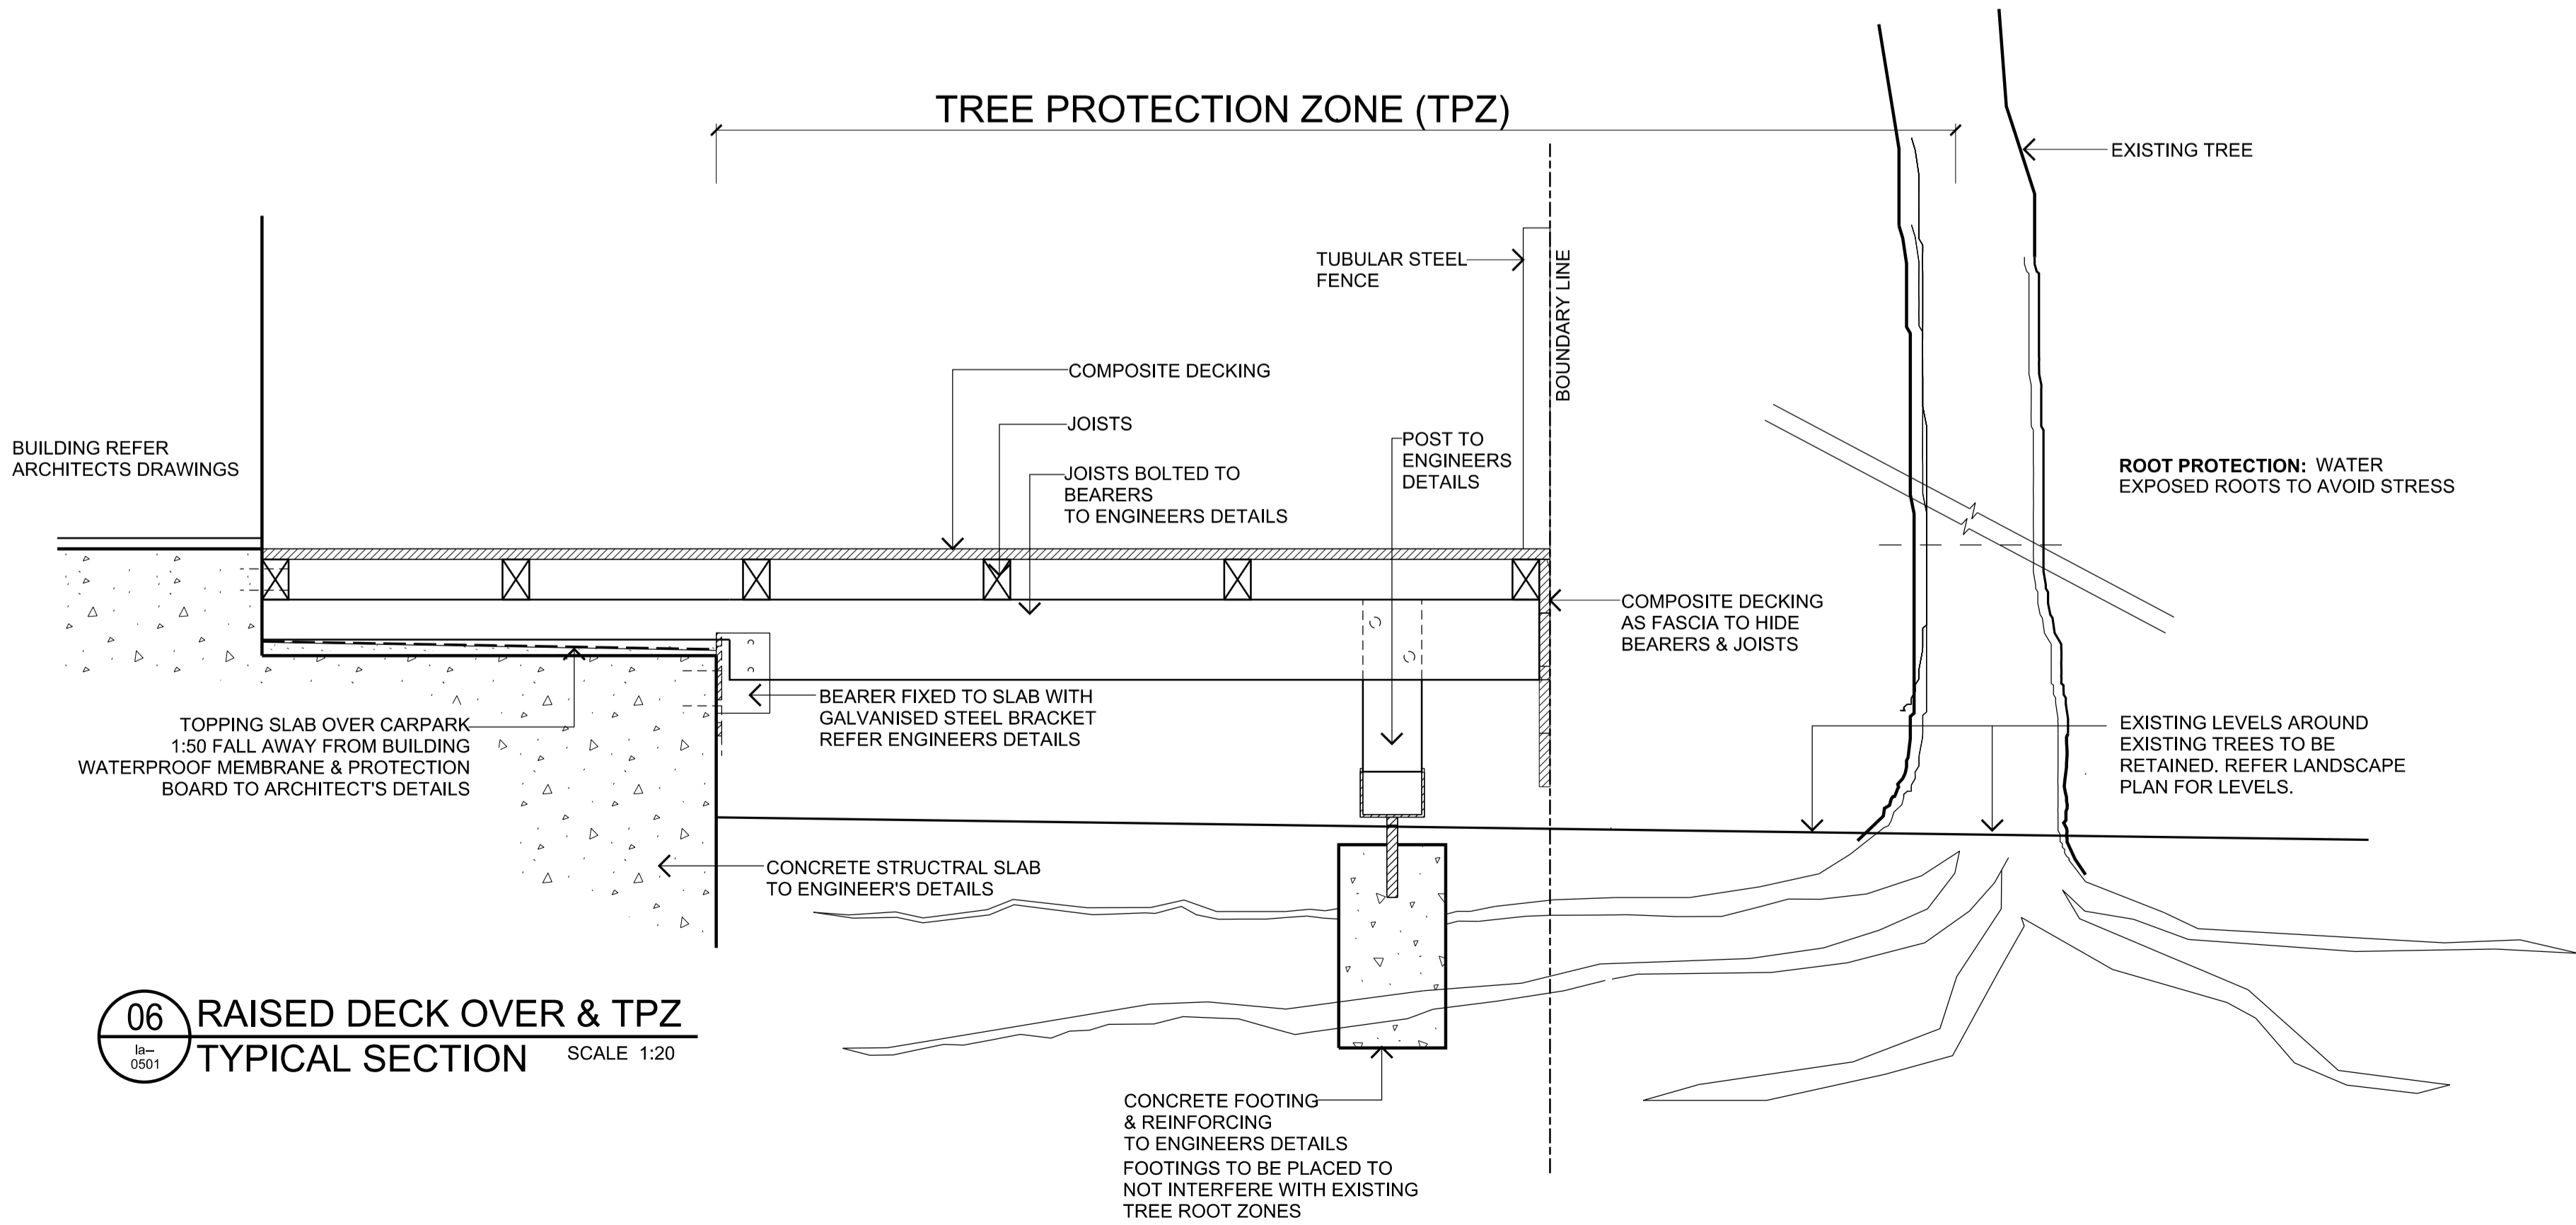 TREE PROTECTION ZONE (TPZ)
EXISTING TREE
TUBULAR STEEL
FENCE
BOUNDARY LINE
COMPOSITE DECKING
JOISTS
BUILDING REFER
ARCHITECTS DRAWINGS
JOISTS BOLTED TO
BEARERS
TO ENGINEERS DETAILS
POST TO
ENGINEERS
DETAILS
ROOT PROTECTION: WATER
EXPOSED ROOTS TO AVOID STRESS
COMPOSITE DECKING
AS FASCIA TO HIDE
BEARERS & JOISTS
TOPPING SLAB OVER CARPARK
1:50 FALL AWAY FROM BUILDING
WATERPROOF MEMBRANE & PROTECTION
BOARD TO ARCHITECT'S DETAILS
BEARER FIXED TO SLAB WITH
GALVANISED STEEL BRACKET
REFER ENGINEERS DETAILS
EXISTING LEVELS AROUND
EXISTING TREES TO BE
RETAINED. REFER LANDSCAPE
PLAN FOR LEVELS.
CONCRETE STRUCTRAL SLAB
TO ENGINEER'S DETAILS
06
la–
0501
RAISED DECK OVER & TPZ
TYPICAL SECTION
SCALE 1:20
CONCRETE FOOTING
& REINFORCING
TO ENGINEERS DETAILS
FOOTINGS TO BE PLACED TO
NOT INTERFERE WITH EXISTING
TREE ROOT ZONES